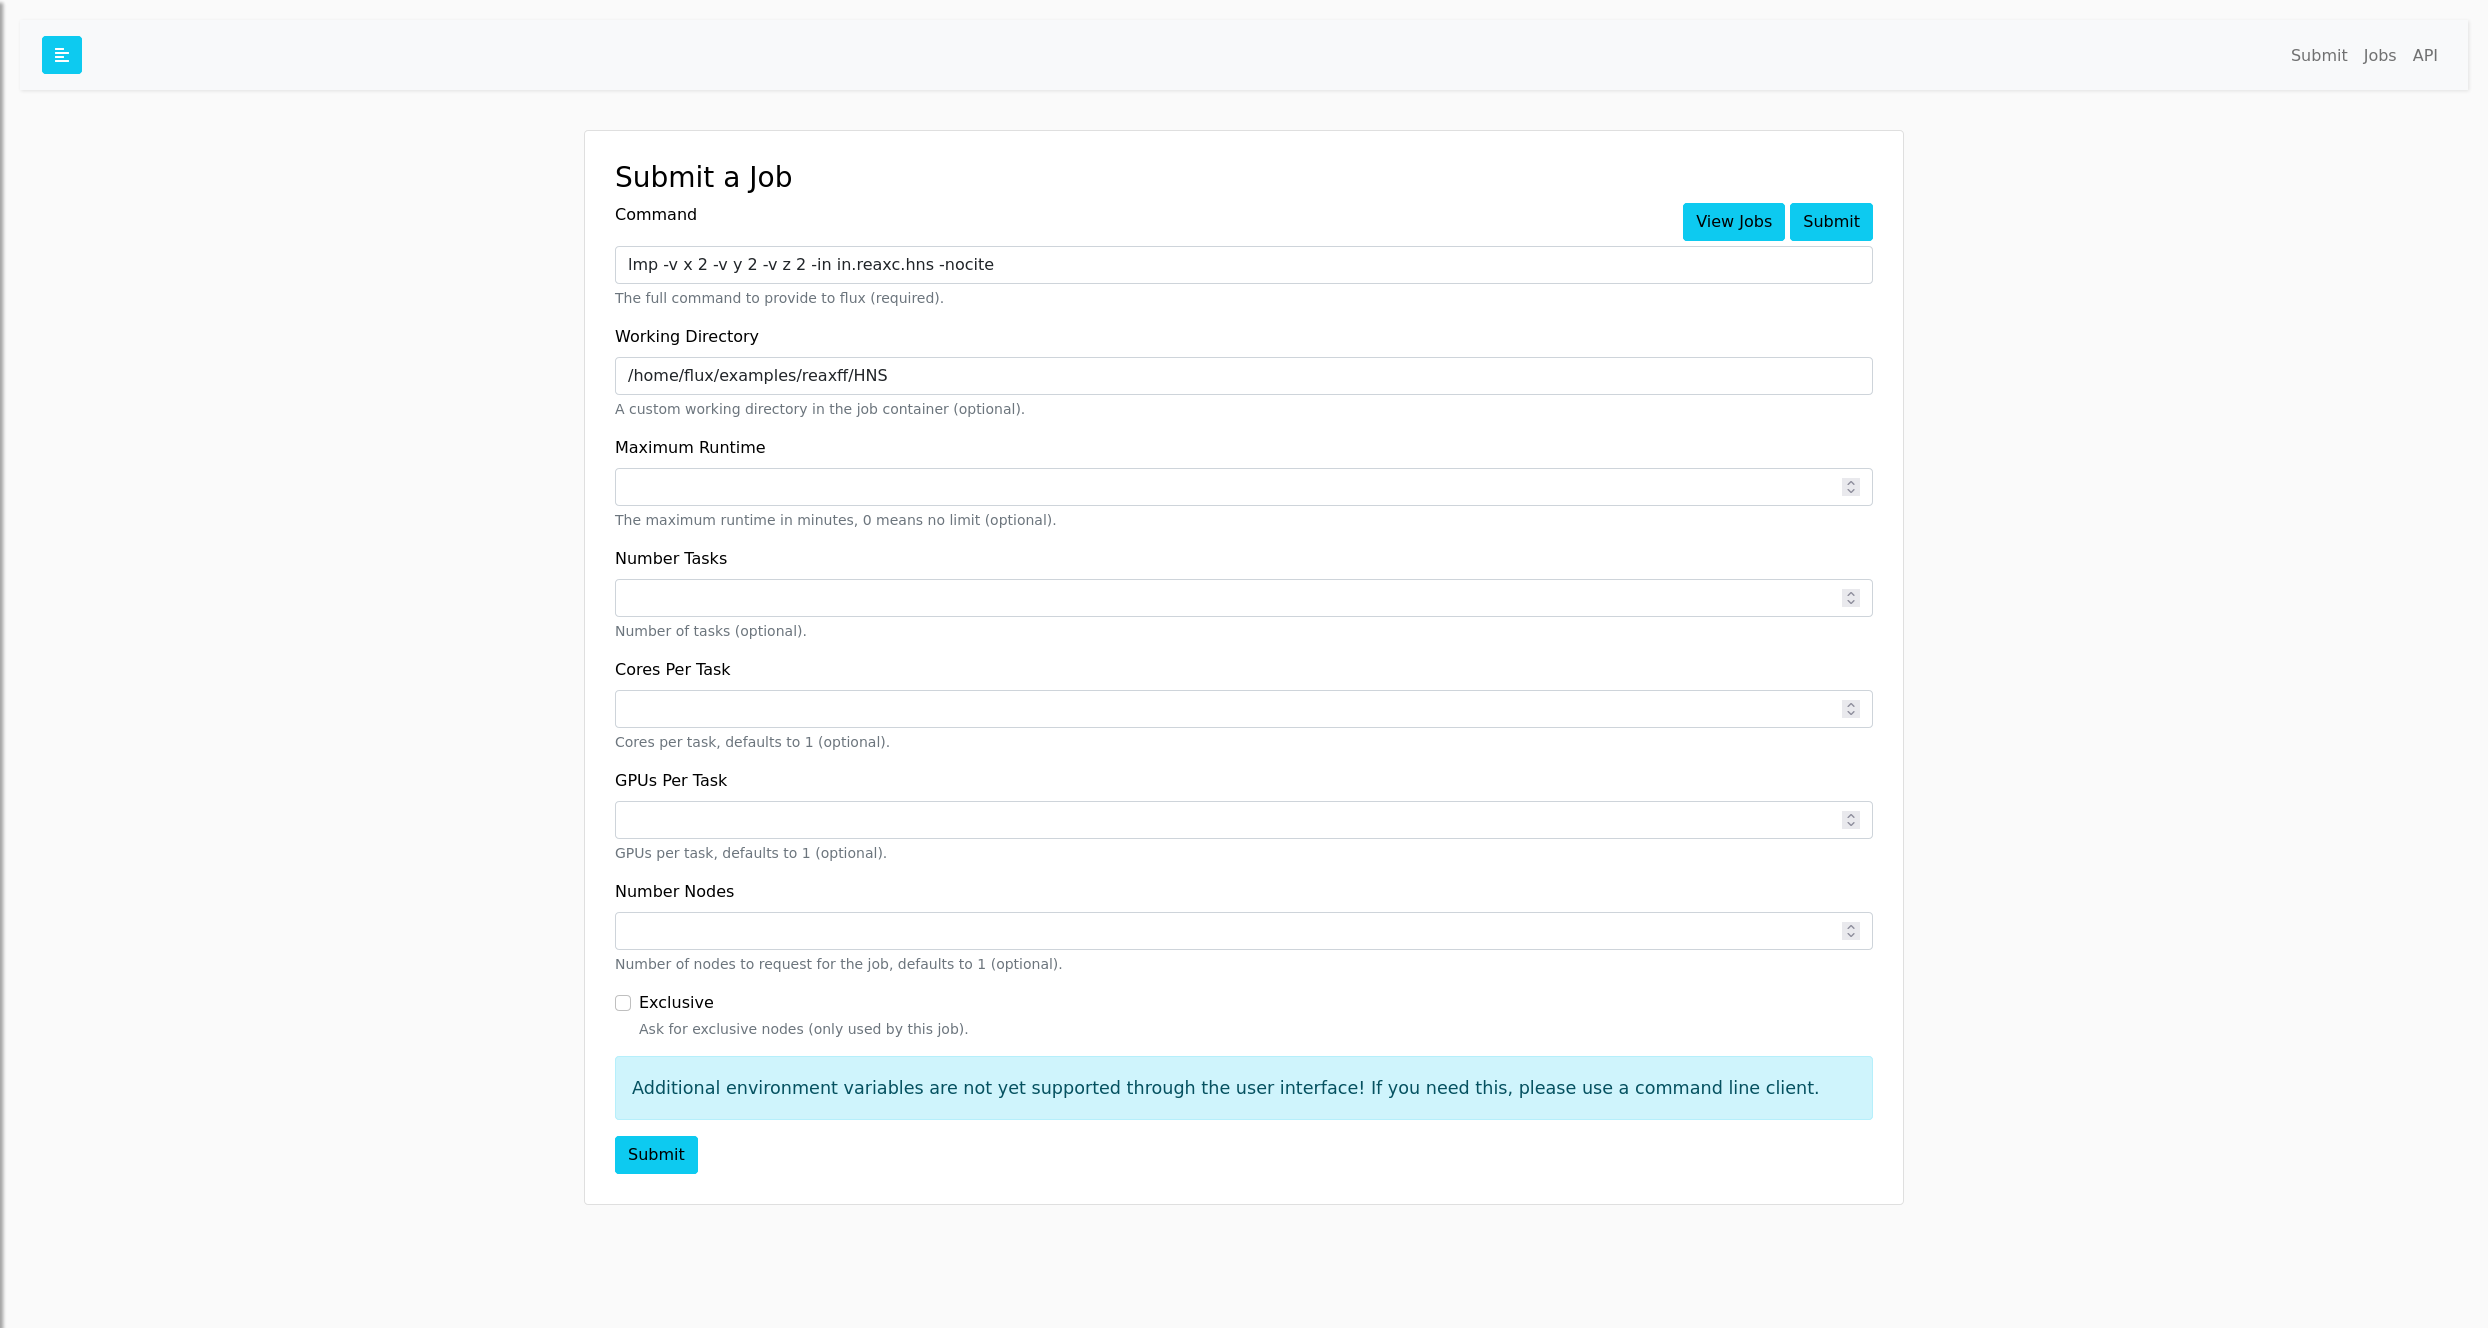 Submit Jobs API
Submit a Job
Command
View Jobs Submit
lmp -v x 2 -v y 2 -v z 2 -in in.reaxc.hns -nocite
The full command to provide to flux (required).
Working Directory
/home/flux/examples/reaxff/HNS
A custom working directory in the job container (optional).
Maximum Runtime
The maximum runtime in minutes, 0 means no limit (optional).
Number Tasks
Number of tasks (optional).
Cores Per Task
Cores per task, defaults to 1 (optional).
GPUs Per Task
GPUs per task, defaults to 1 (optional).
Number Nodes
Number of nodes to request for the job, defaults to 1 (optional).
Exclusive
Ask for exclusive nodes (only used by this job).
Additional environment variables are not yet supported through the user interface! If you need this, please use a command line client.
Submit